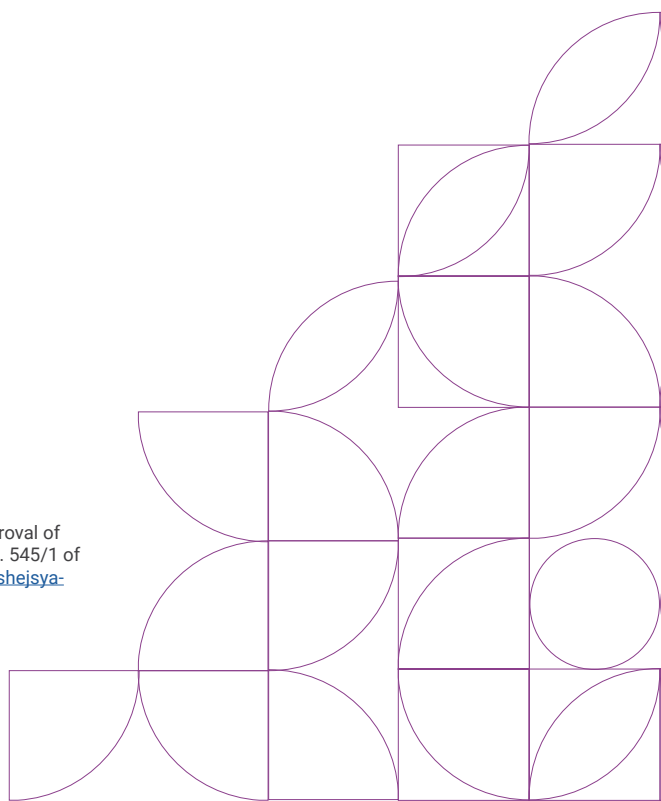 roval of
. 545/1 of
shejsya-